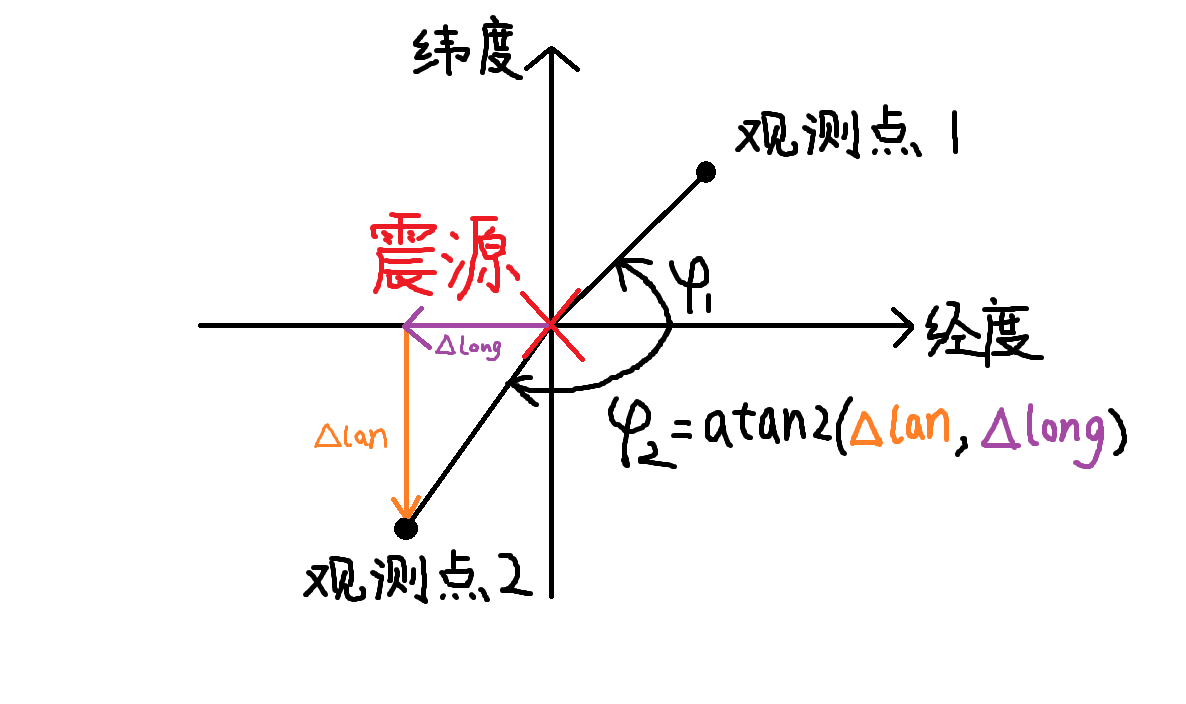 纬度
观测点1
震源
φ₁
Δlong
经度
φ₂=atan2(Δlan,Δlong)
Δlan
观测点2